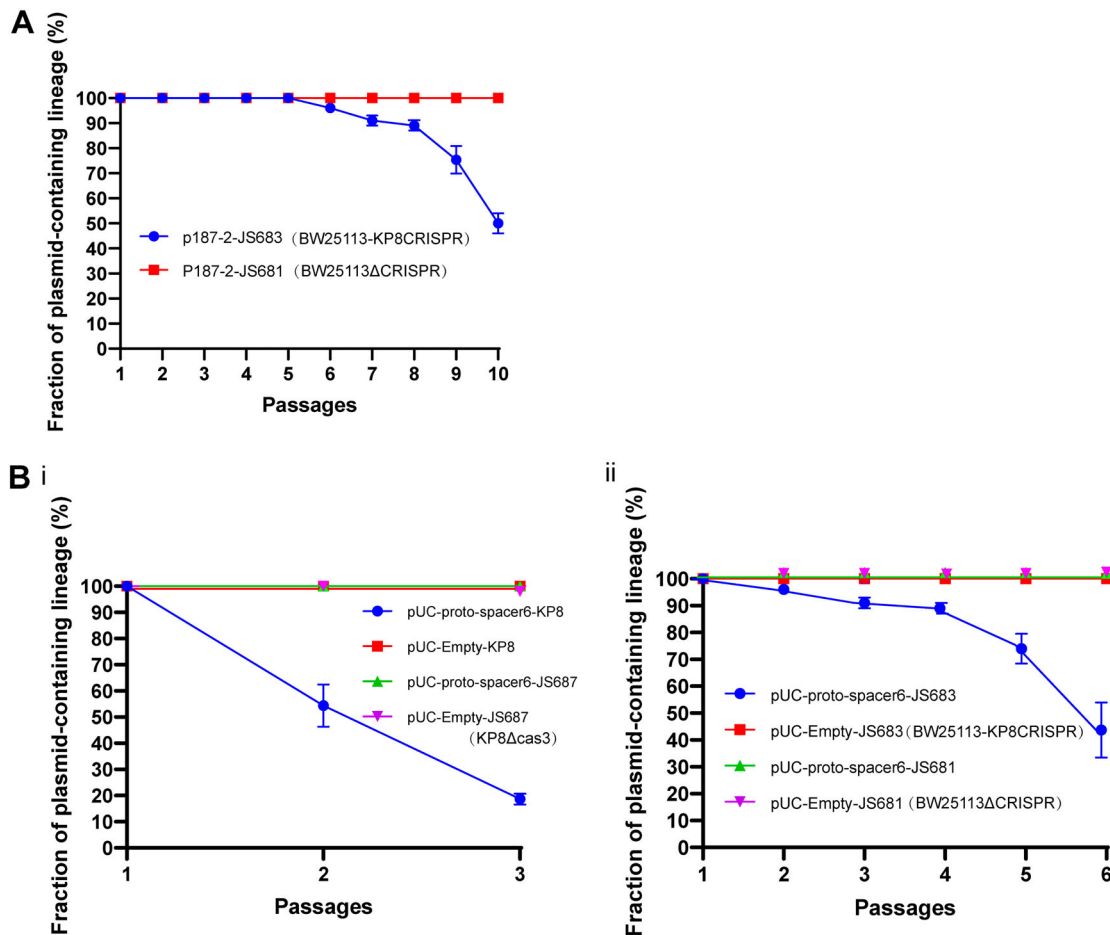 A
Fraction of plasmid-containing lineage (%)
100
90
80
70
60
50
40
30
20
10
0
p187-2-JS683（BW25113-KP8CRISPR）
P187-2-JS681（BW25113ΔCRISPR）
1 2 3 4 5 6 7 8 9 10
Passages
B i
Fraction of plasmid-containing lineage (%)
100
90
80
70
60
50
40
30
20
10
0
pUC-proto-spacer6-KP8
pUC-Empty-KP8
pUC-proto-spacer6-JS687
pUC-Empty-JS687
（KP8Δcas3）
1 2 3
Passages
ii
Fraction of plasmid-containing lineage (%)
100
90
80
70
60
50
40
30
20
10
0
pUC-proto-spacer6-JS683
pUC-Empty-JS683（BW25113-KP8CRISPR）
pUC-proto-spacer6-JS681
pUC-Empty-JS681（BW25113ΔCRISPR）
1 2 3 4 5 6
Passages